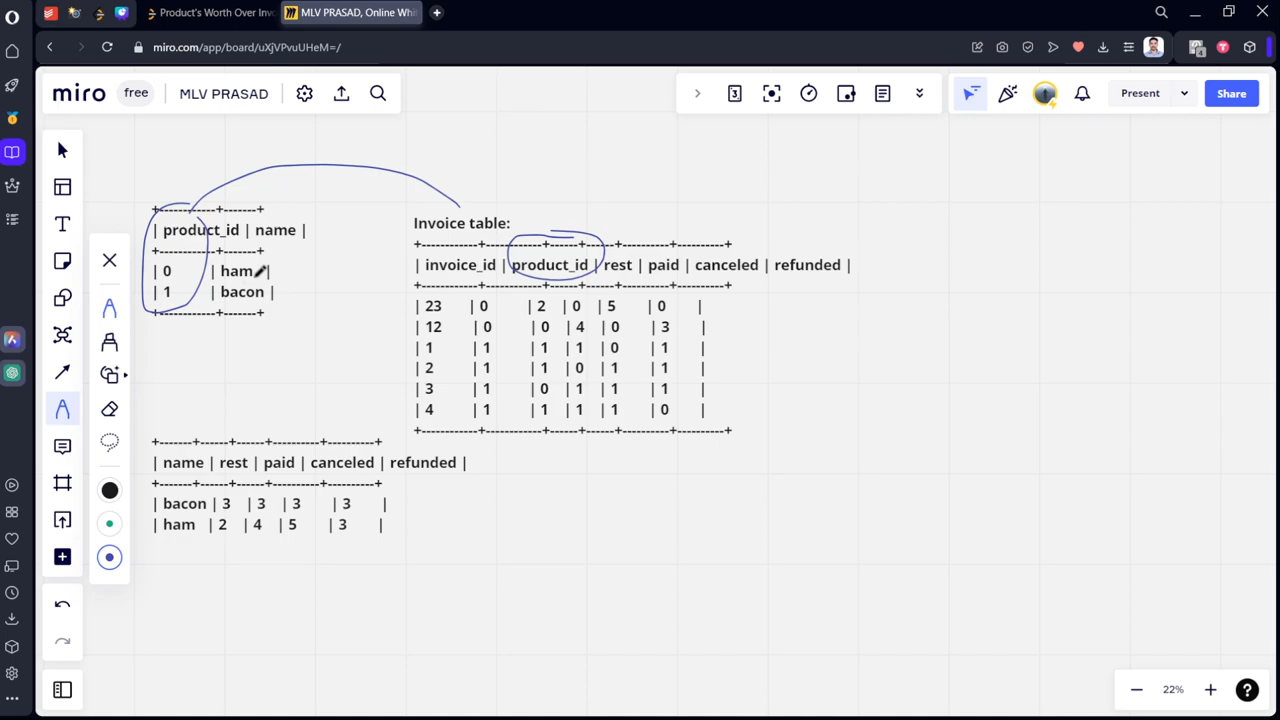 Product's Worth Over Invo
MLV PRASAD, Online Whi
miro.com/app/board/uXjVPvuUHeM=/
miro free MLV PRASAD
3
Present
Share
+-----------+-------+
| product_id | name |
+-----------+-------+
| 0 | ham |
| 1 | bacon |
+-----------+-------+
Invoice table:
+------------+------------+------+------+----------+----------+
| invoice_id | product_id | rest | paid | canceled | refunded |
+------------+------------+------+------+----------+----------+
| 23 | 0 | 2 | 0 | 5 | 0 |
| 12 | 0 | 0 | 4 | 0 | 3 |
| 1 | 1 | 1 | 1 | 0 | 1 |
| 2 | 1 | 1 | 0 | 1 | 1 |
| 3 | 1 | 0 | 1 | 1 | 1 |
| 4 | 1 | 1 | 1 | 1 | 0 |
+------------+------------+------+------+----------+----------+
+-------+------+------+----------+----------+
| name | rest | paid | canceled | refunded |
+-------+------+------+----------+----------+
| bacon | 3 | 3 | 3 | 3 |
| ham | 2 | 4 | 5 | 3 |
22%
?